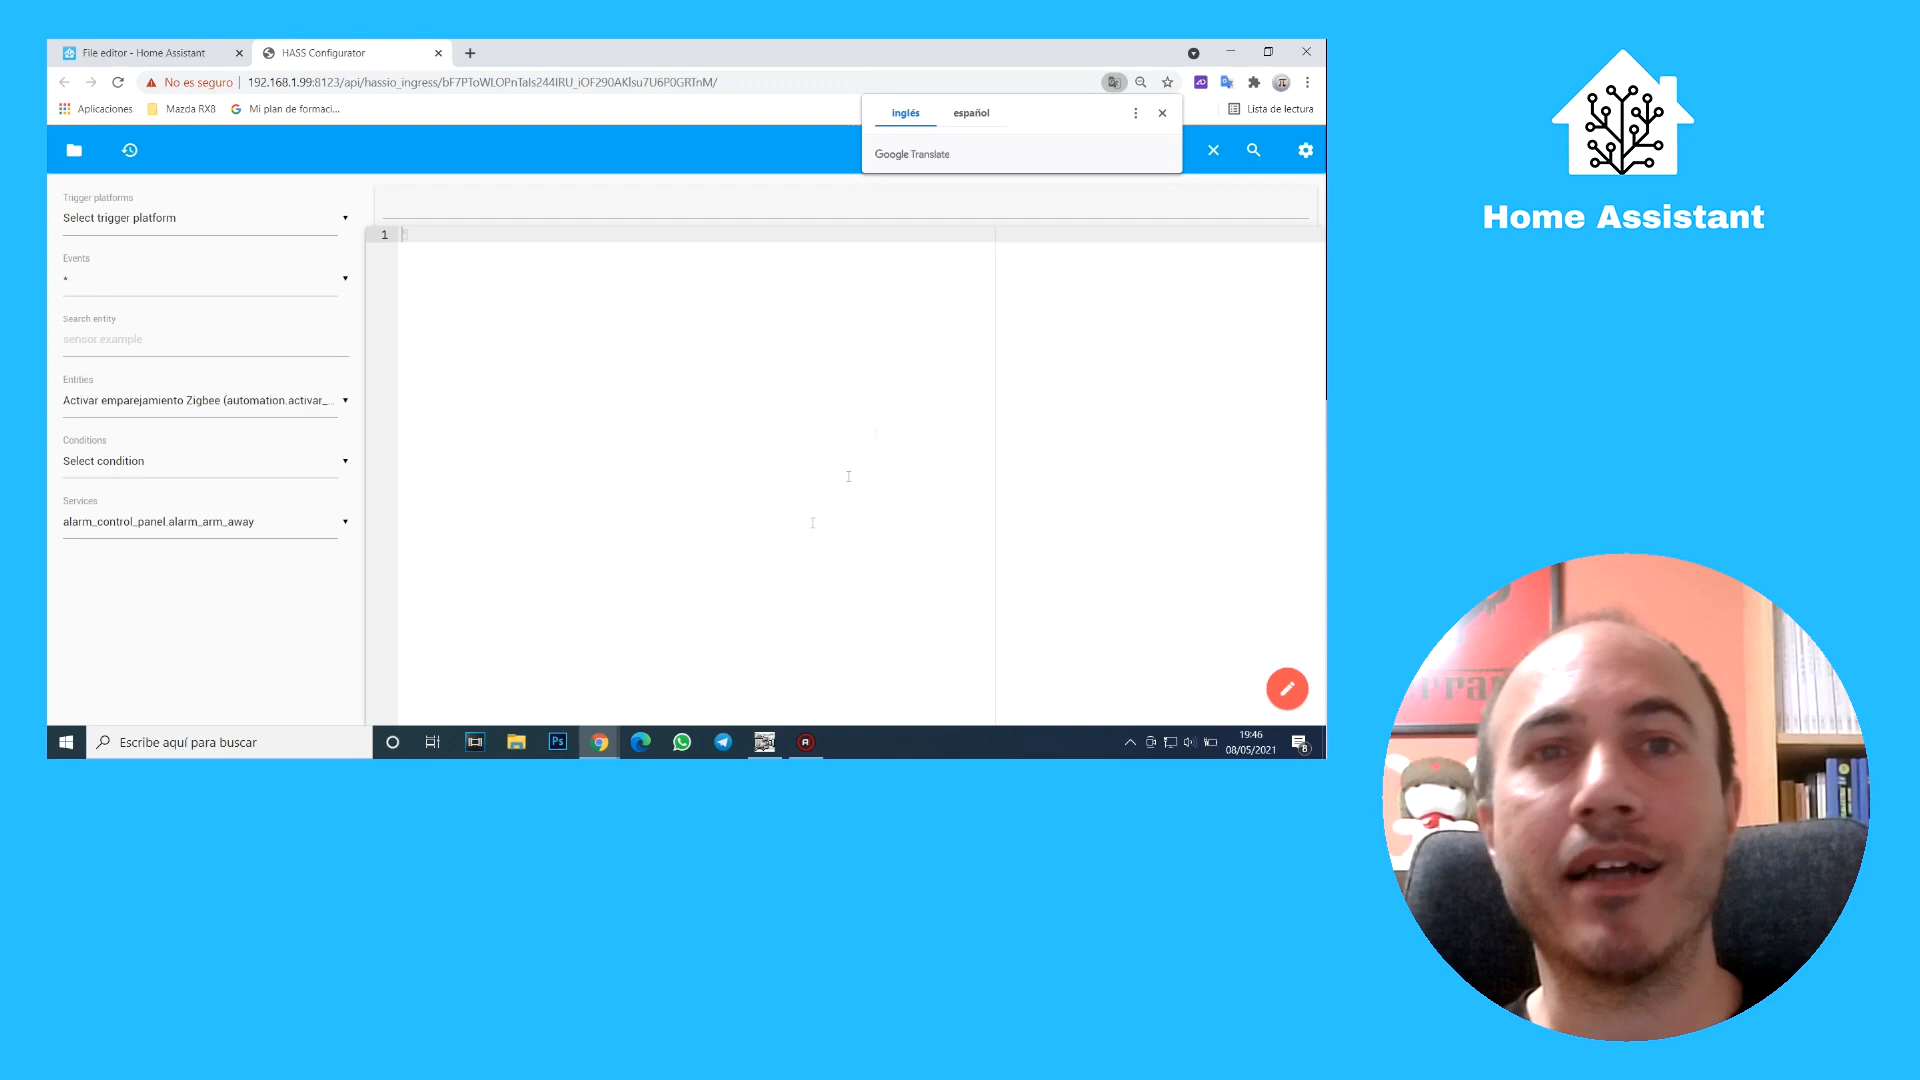 File editor - Home Assistant
HASS Configurator
No es seguro
192.168.1.99:8123/api/hassio_ingress/bF7PToWLOPnTaIs244IRU_iOF290AKlsu7U6P0GRTnM/
Aplicaciones
Mazda RX8
Mi plan de formaci...
Lista de lectura
inglés
español
Google Translate
Trigger platforms
Select trigger platform
Events
*
Search entity
sensor.example
Entities
Activar emparejamiento Zigbee (automation.activar_...
Conditions
Select condition
Services
alarm_control_panel.alarm_arm_away
1
Escribe aquí para buscar
Ps
19:46
08/05/2021
8
Home Assistant